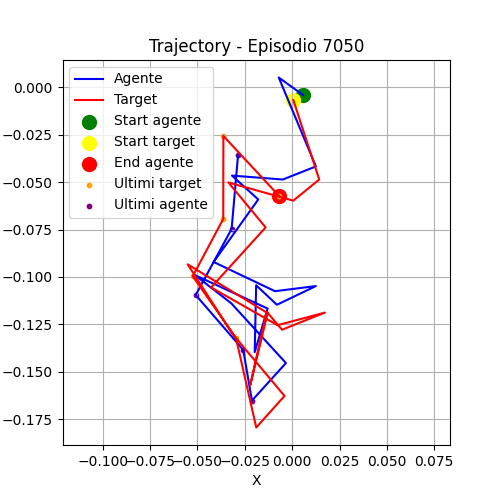 Trajectory - Episodio 7050
Agente
Target
Start agente
Start target
End agente
Ultimi target
Ultimi agente
0.000
−0.025
−0.050
−0.075
−0.100
−0.125
−0.150
−0.175
−0.100 −0.075 −0.050 −0.025 0.000 0.025 0.050 0.075
X